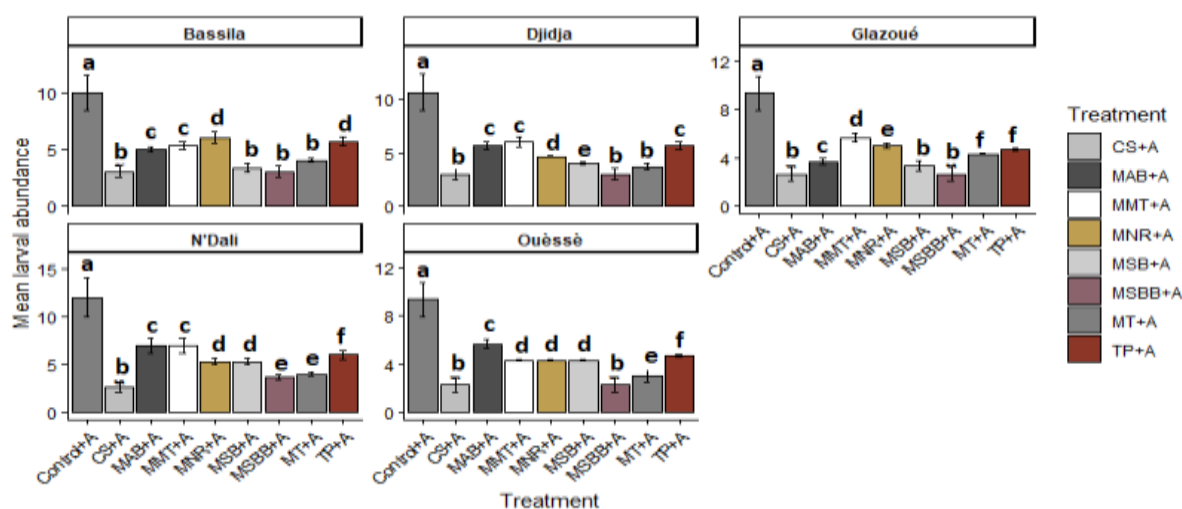 Bassila
Djidja
Glazoué
Mean larval abundance
10
5
0
a
b
c
c
d
b
b
b
d
10
5
0
a
b
c
c
d
e
b
b
c
12
8
4
0
a
b
c
d
e
b
b
f
f
Control+A
CS+A
MAB+A
MMT+A
MNR+A
MSB+A
MSBB+A
MT+A
TP+A
N'Dali
Ouèssè
15
10
5
0
a
b
c
c
d
d
e
e
f
12
8
4
0
a
b
c
d
d
d
b
e
f
Control+A
CS+A
MAB+A
MMT+A
MNR+A
MSB+A
MSBB+A
MT+A
TP+A
Control+A
CS+A
MAB+A
MMT+A
MNR+A
MSB+A
MSBB+A
MT+A
TP+A
Treatment
Treatment
CS+A
MAB+A
MMT+A
MNR+A
MSB+A
MSBB+A
MT+A
TP+A